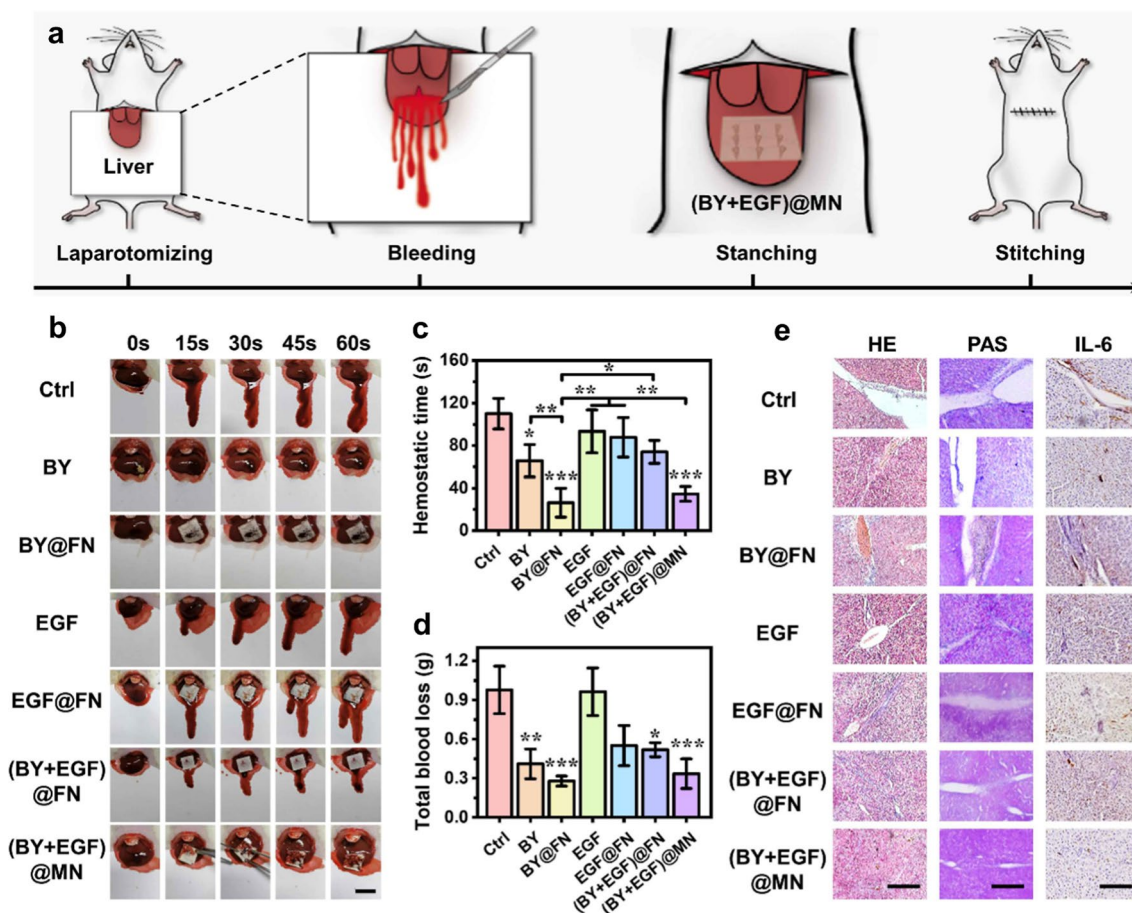 a
Liver
(BY+EGF)@MN
Laparotomizing
Bleeding
Stanching
Stitching
b
0s 15s 30s 45s 60s
Ctrl
BY
BY@FN
EGF
EGF@FN
(BY+EGF)
@FN
(BY+EGF)
@MN
c
Hemostatic time (s)
160
120
80
40
0
*
**
**
**
*
***
***
Ctrl
BY
BY@FN
EGF
EGF@FN
(BY+EGF)@FN
(BY+EGF)@MN
d
Total blood loss (g)
1.2
0.9
0.6
0.3
0.0
**
***
*
***
Ctrl
BY
BY@FN
EGF
EGF@FN
(BY+EGF)@FN
(BY+EGF)@MN
e
HE PAS IL-6
Ctrl
BY
BY@FN
EGF
EGF@FN
(BY+EGF)
@FN
(BY+EGF)
@MN